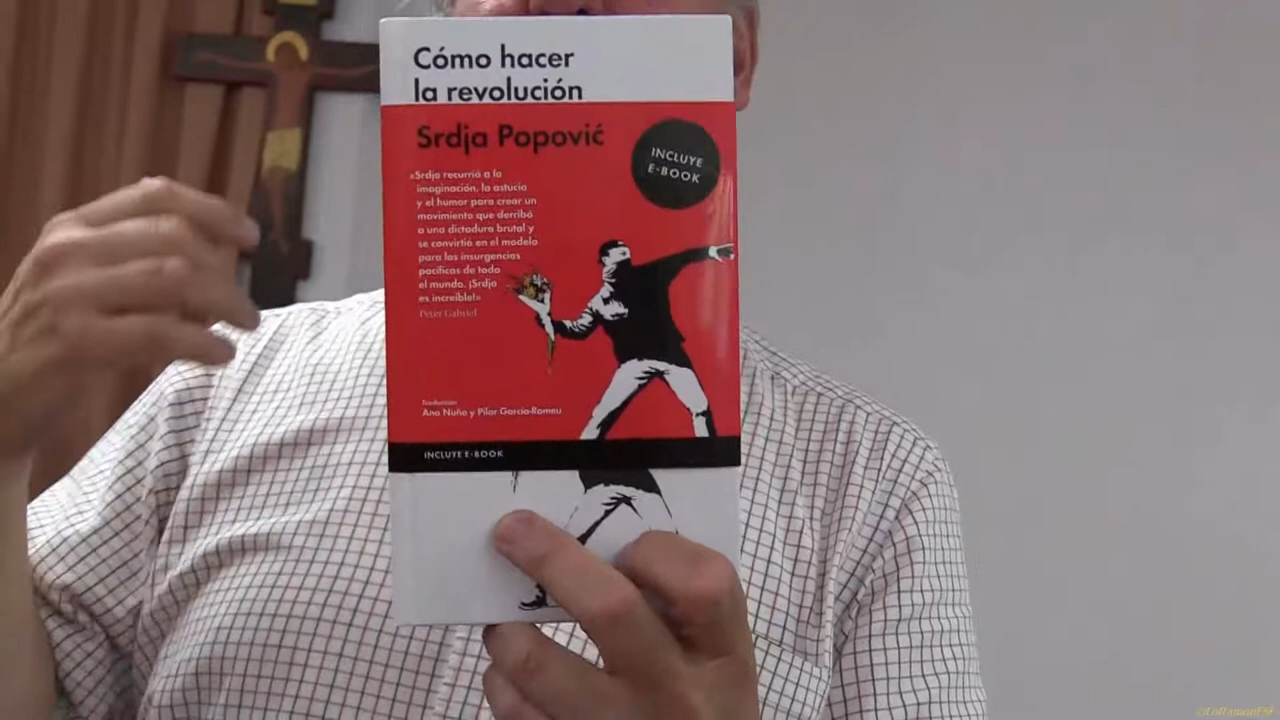 Cómo hacer
la revolución
Srdja Popović
INCLUYE
E-BOOK
«Srdja recurrió a la
imaginación, la astucia
y el humor para crear un
movimiento que derribó
a una dictadura brutal y
se convirtió en el modelo
para las insurgencias
pacíficas de todo
el mundo. ¡Srdja
es increíble!»
Peter Gabriel
Traducción
Ana Nuño y Pilar García-Romeu
INCLUYE E-BOOK